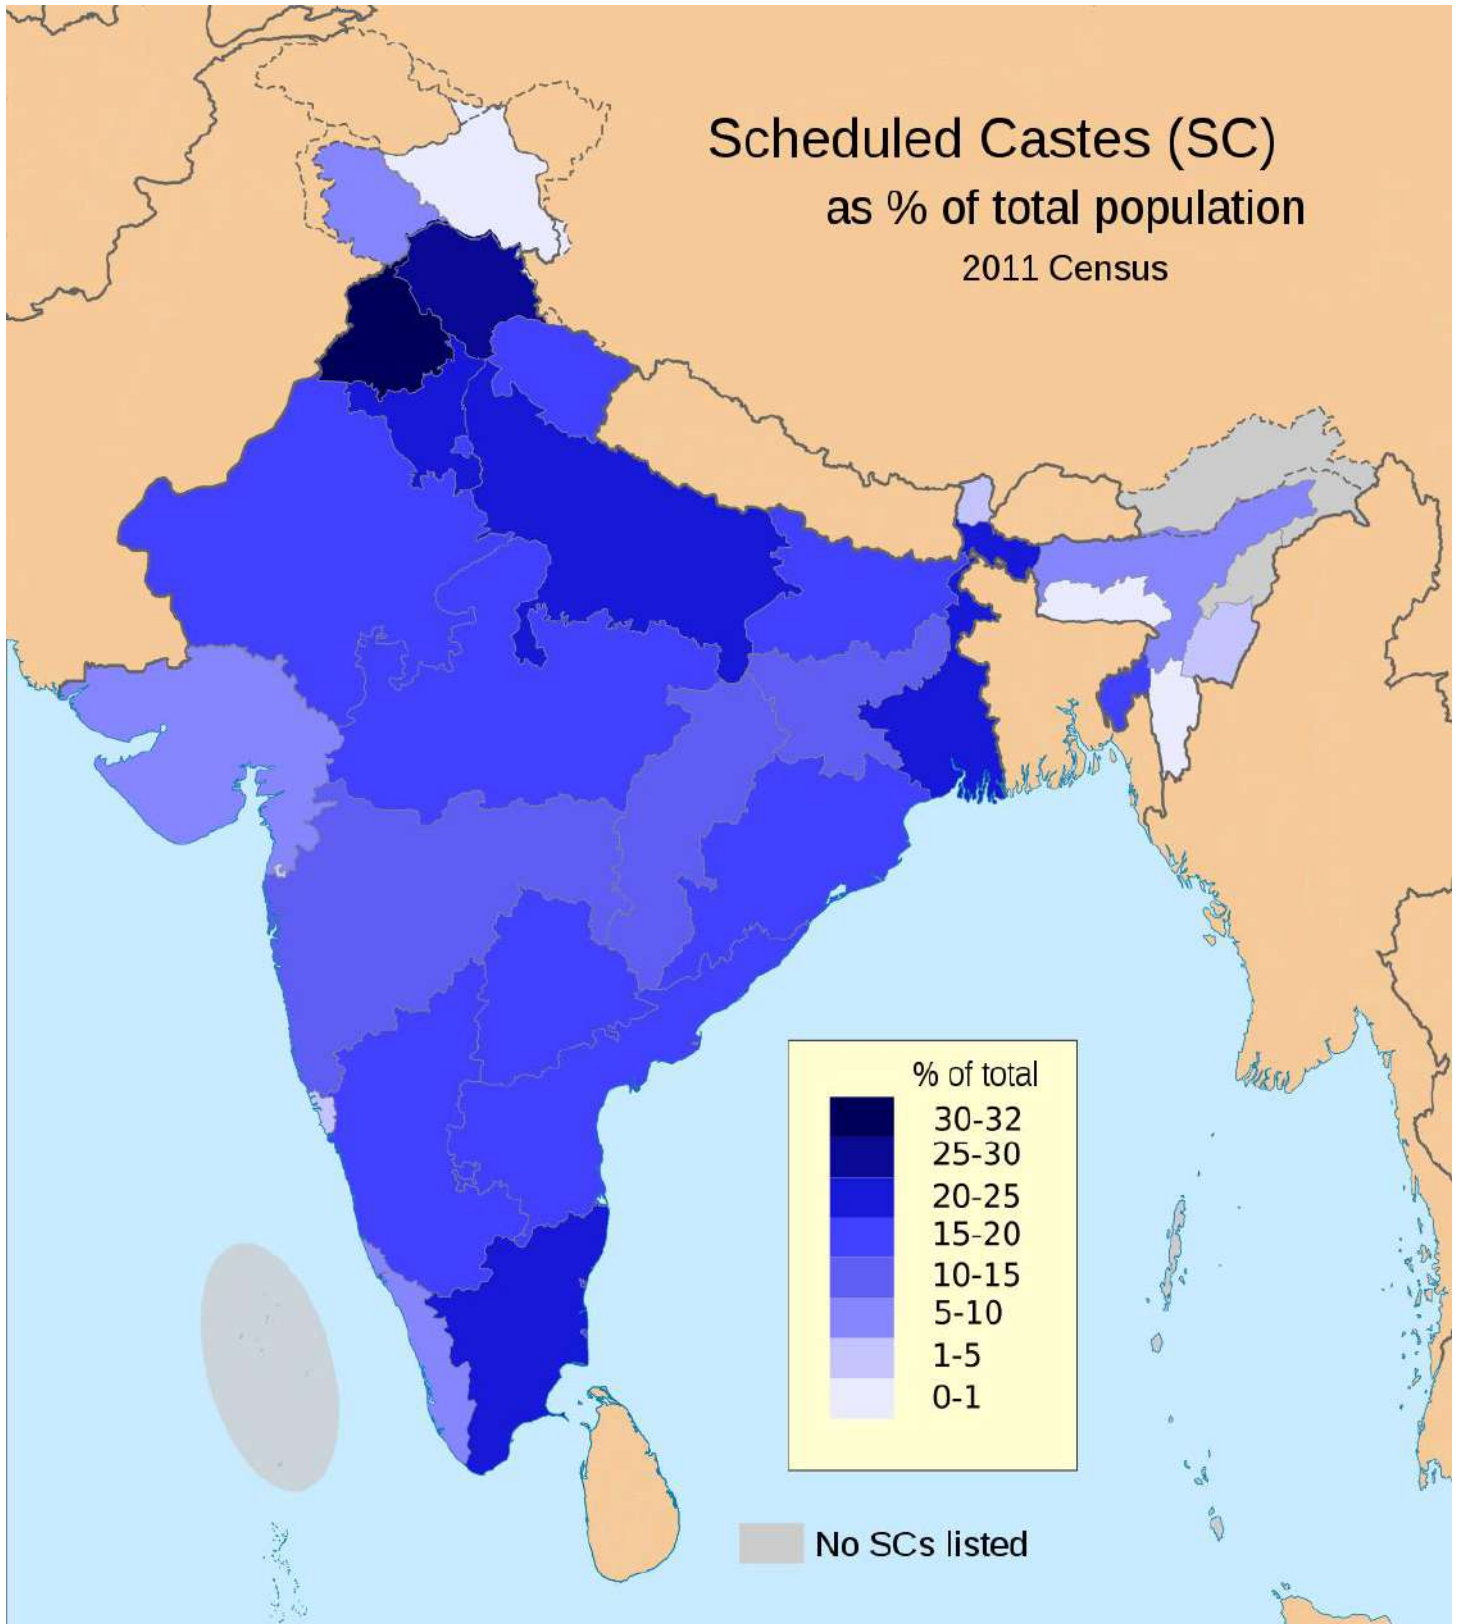 Scheduled Castes (SC)
as % of total population
2011 Census
% of total
30-32
25-30
20-25
15-20
10-15
5-10
1-5
0-1
No SCs listed